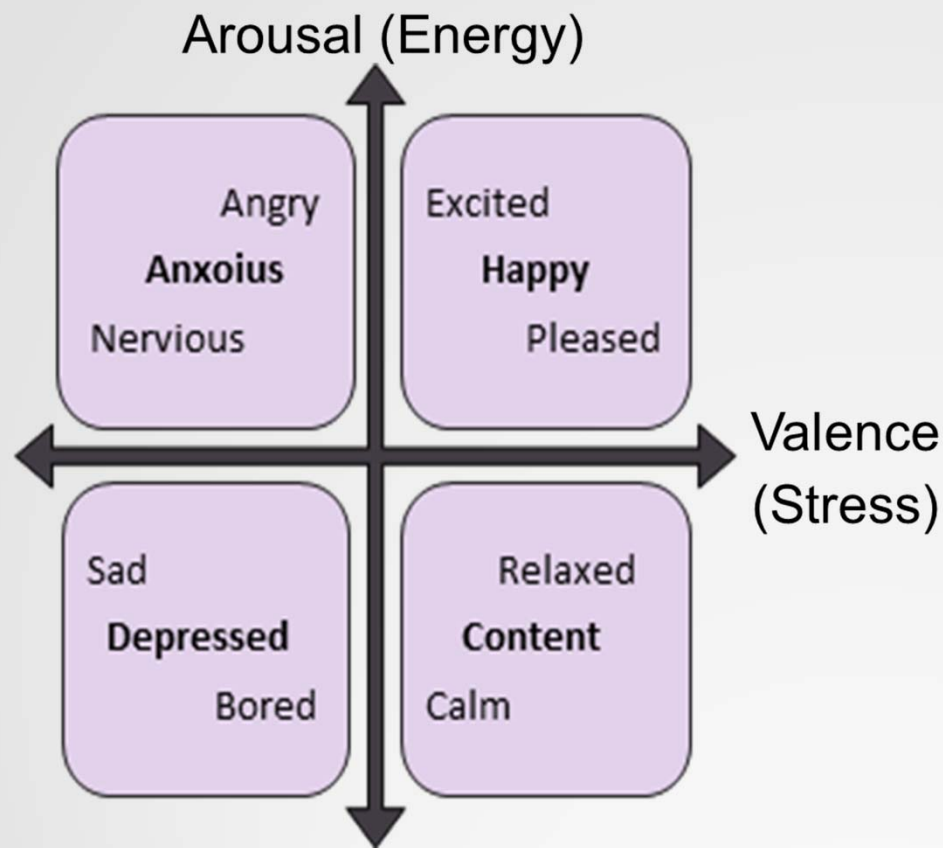 Arousal (Energy)
Angry
Anxoius
Nervious
Excited
Happy
Pleased
Valence
(Stress)
Sad
Depressed
Bored
Relaxed
Content
Calm